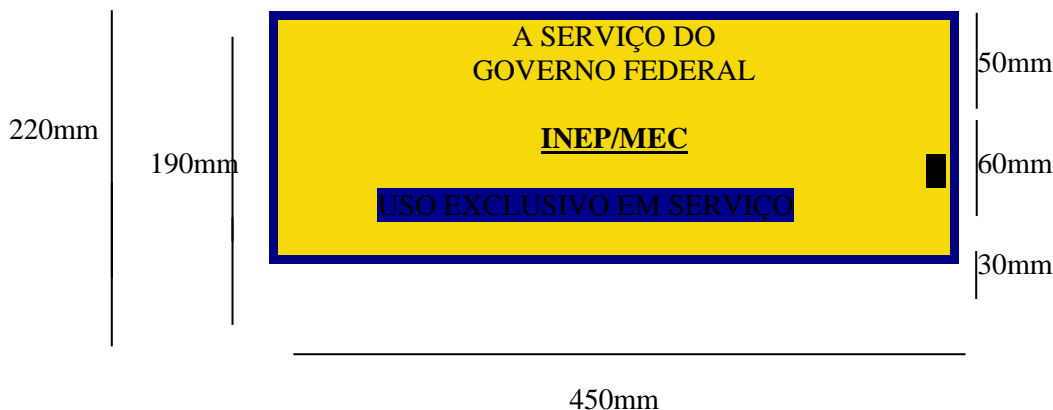 A SERVIÇO DO
GOVERNO FEDERAL
50mm
220mm
INEP/MEC
190mm
60mm
USO EXCLUSIVO EM SERVIÇO
30mm
450mm